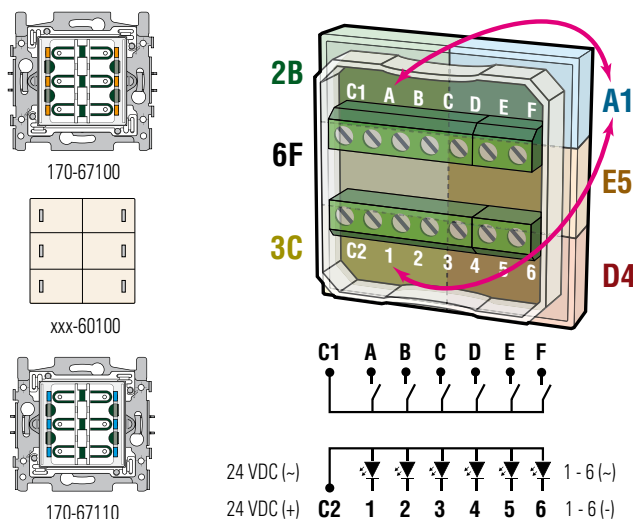 170-67100
xxx-60100
170-67110
2B
6F
3C
A1
E5
D4
C1 A B C D E F
C2 1 2 3 4 5 6
C1 A B C D E F
24 VDC (~)
1 - 6 (~)
24 VDC (+) C2 1 2 3 4 5 6 1 - 6 (-)